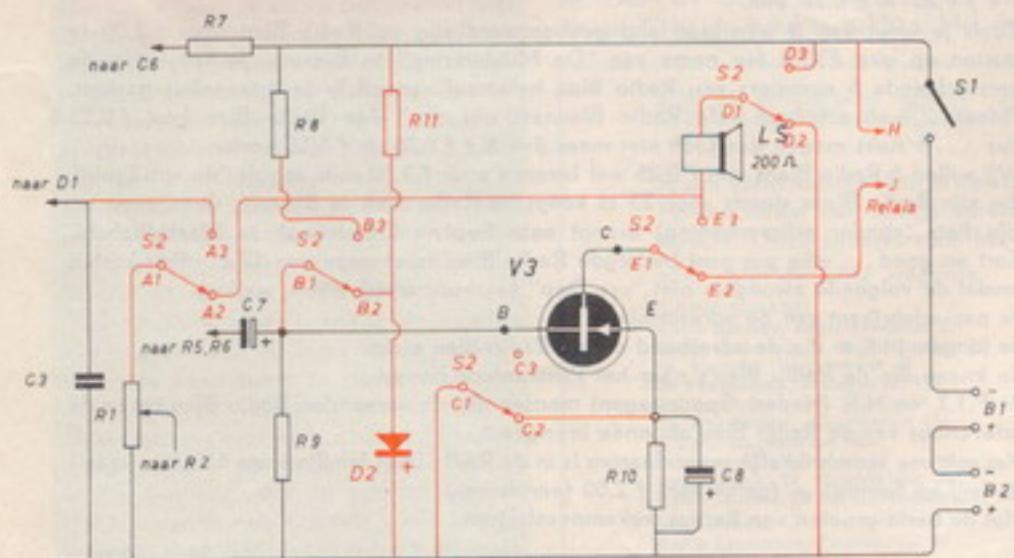 R7
naar C6
R8
R11
S2
D3
D1
D2
LS
200 Ω
S1
H
J
Relais
naar D1
A3
S2
A1
A2
B3
S2
B1
B2
C7
+
naar R5,R6
C3
R1
naar R2
R9
D2
V3
B
C
E
S2
E3
E1
E2
S2
C3
C1
C2
R10
C8
+
B1
+
-
B2
+